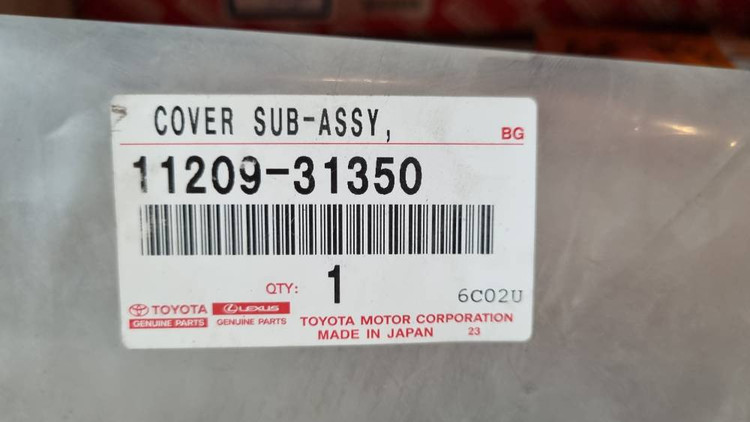 COVER SUB-ASSY,
BG
11209-31350
QTY: 1
6C02U
TOYOTA LEXUS
GENUINE PARTS GENUINE PARTS
TOYOTA MOTOR CORPORATION
MADE IN JAPAN 23